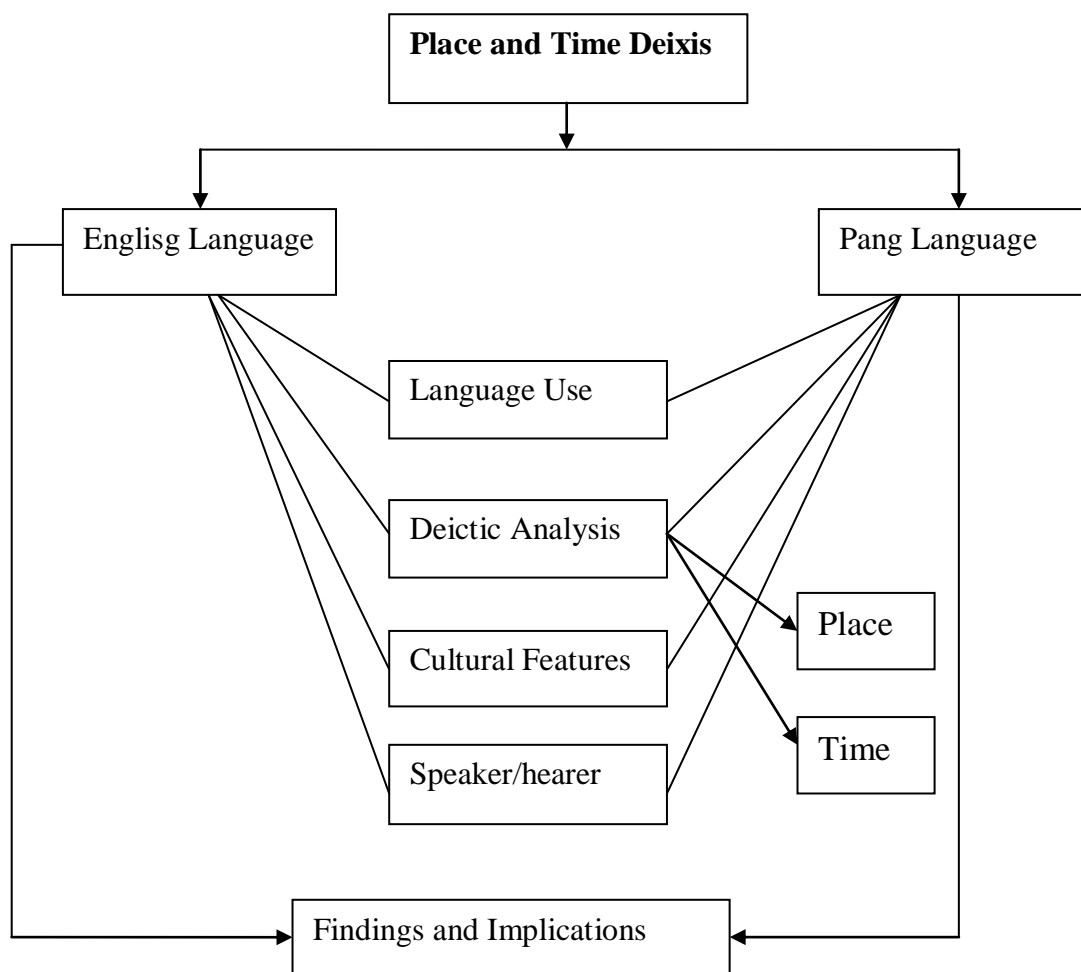 Place and Time Deixis
Englisg Language
Pang Language
Language Use
Deictic Analysis
Place
Cultural Features
Time
Speaker/hearer
Findings and Implications